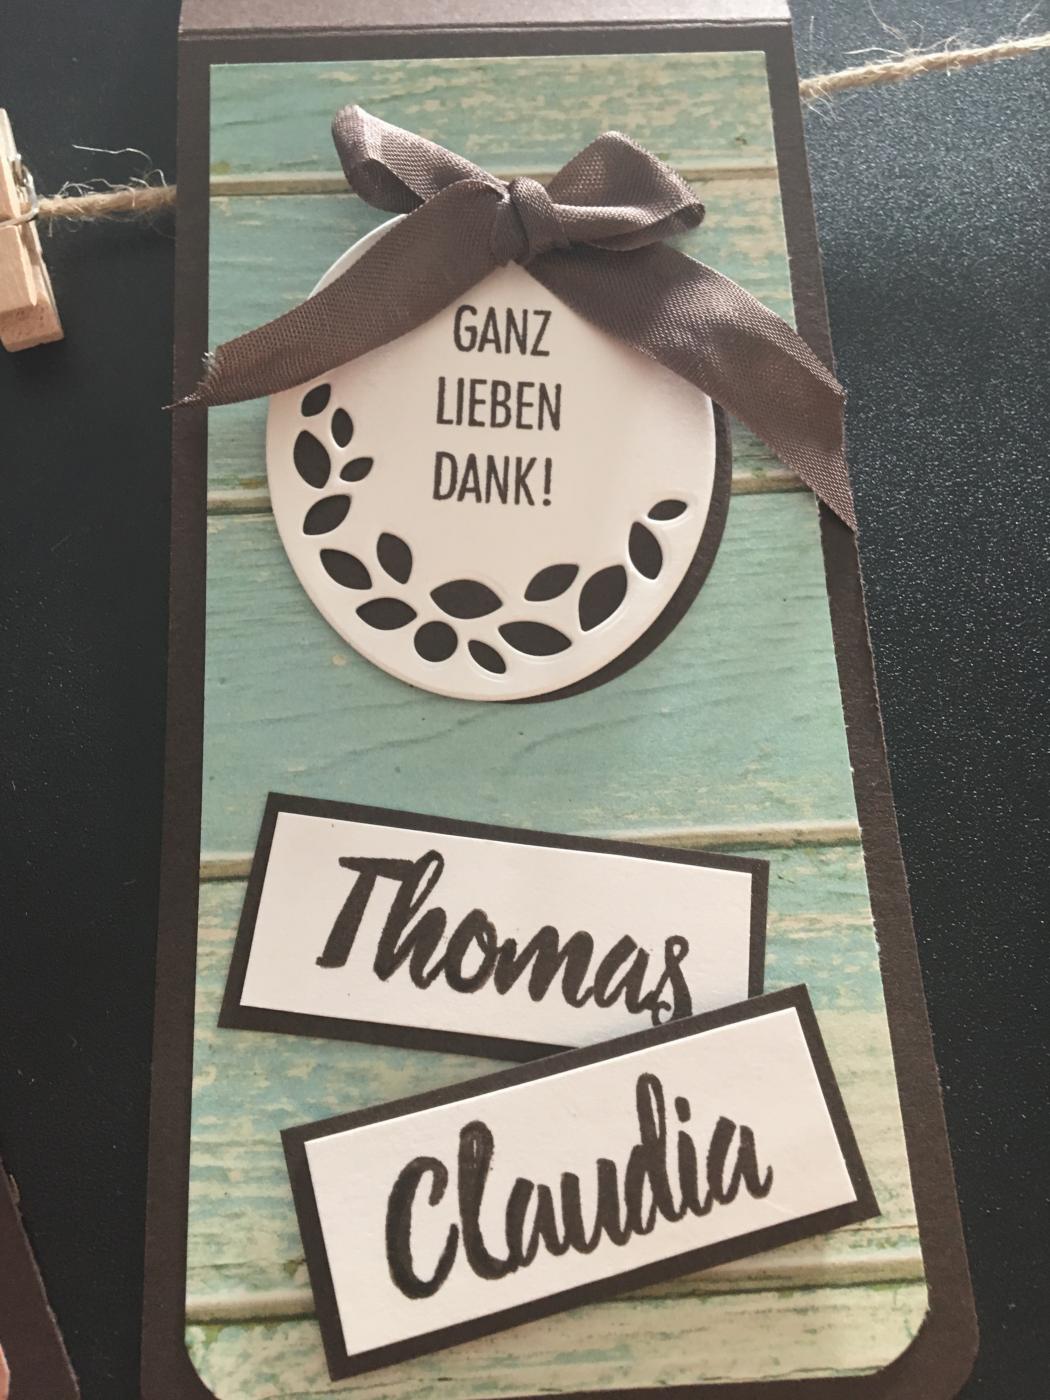 GANZ
LIEBEN
DANK!
Thomas
Claudia